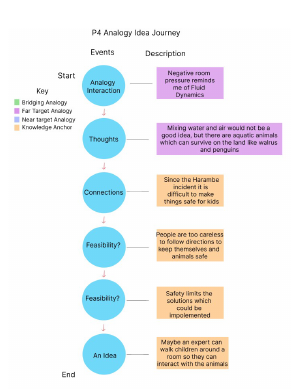 P4 Analogy Idea Journey
Events
Description
Start
Key
Bridging Analogy
Far Target Analogy
Near target Analogy
Knowledge Anchor
Analogy
Interaction
Negative room
pressure reminds
me of Fluid
Dynamics
Thoughts
Mixing water and air would not be a
good idea, but there are aquatic animals
which can survive on the land like walrus
and penguins
Connections
Since the Harambe
incident it is
difficult to make
things safe for kids
Feasibility?
People are too careless
to follow directions to
keep themselves and
animals safe
Feasibility?
Safety limits the
solutions which
could be
impolemented
An Idea
Maybe an expert can
walk children around a
room so they can
interact with the animals
End